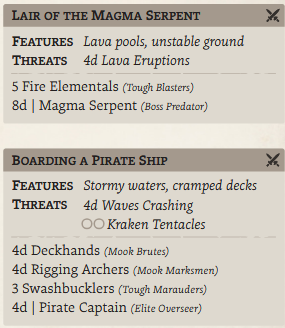 Lair of the Magma Serpent
Features Lava pools, unstable ground
Threats 4d Lava Eruptions
5 Fire Elementals (Tough Blasters)
8d | Magma Serpent (Boss Predator)
Boarding a Pirate Ship
Features Stormy waters, cramped decks
Threats 4d Waves Crashing
Kraken Tentacles
4d Deckhands (Mook Brutes)
4d Rigging Archers (Mook Marksmen)
3 Swashbucklers (Tough Marauders)
4d | Pirate Captain (Elite Overseer)